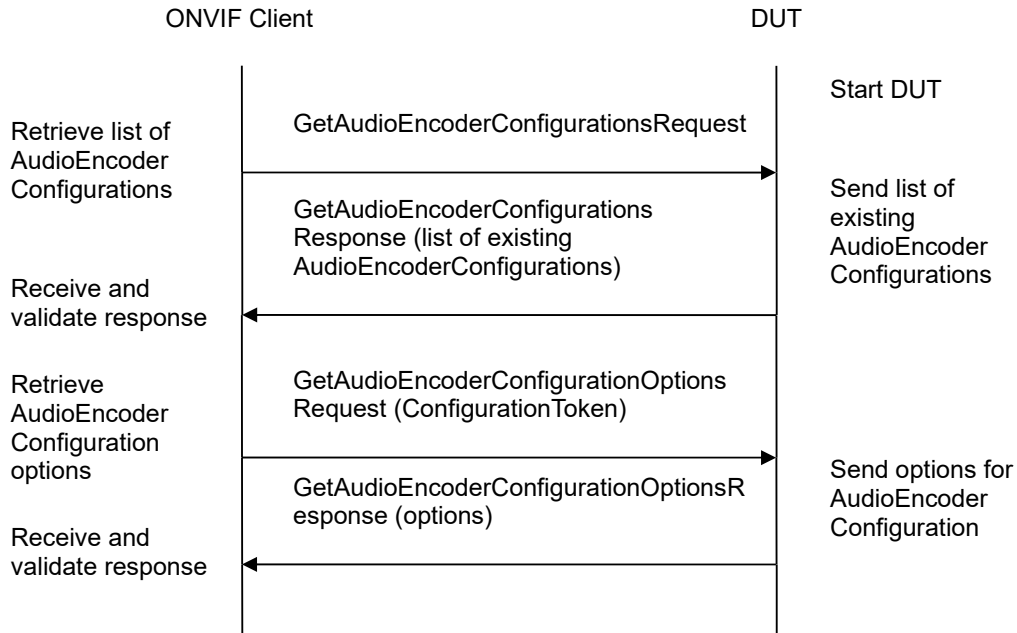 ONVIF Client
DUT
Start DUT
Retrieve list of
AudioEncoder
Configurations
GetAudioEncoderConfigurationsRequest
Send list of
existing
AudioEncoder
Configurations
GetAudioEncoderConfigurations
Response (list of existing
AudioEncoderConfigurations)
Receive and
validate response
Retrieve
AudioEncoder
Configuration
options
GetAudioEncoderConfigurationOptions
Request (ConfigurationToken)
Send options for
AudioEncoder
Configuration
GetAudioEncoderConfigurationOptionsR
esponse (options)
Receive and
validate response